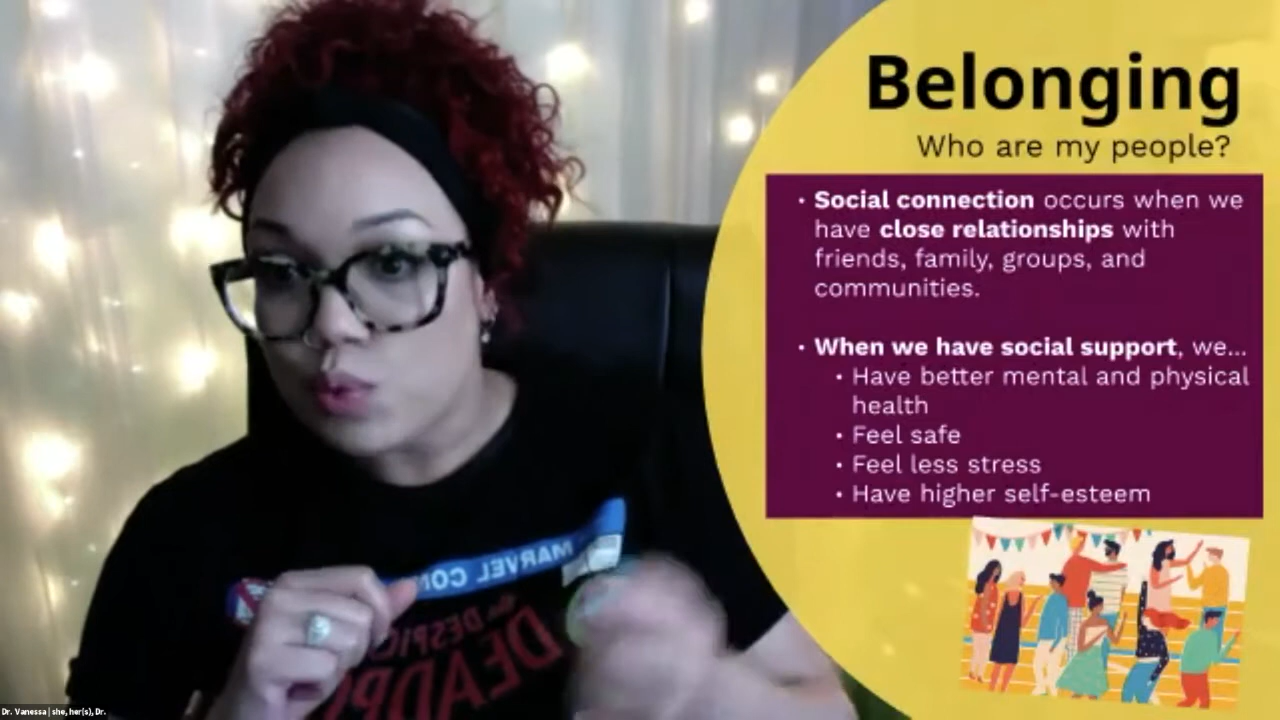 Belonging
Who are my people?
• Social connection occurs when we
have close relationships with
friends, family, groups, and
communities.
• When we have social support, we...
• Have better mental and physical
health
• Feel safe
• Feel less stress
• Have higher self-esteem
MARVEL CO
DESPIC
DEADP
Dr. Vanessa | she, her(s), Dr.